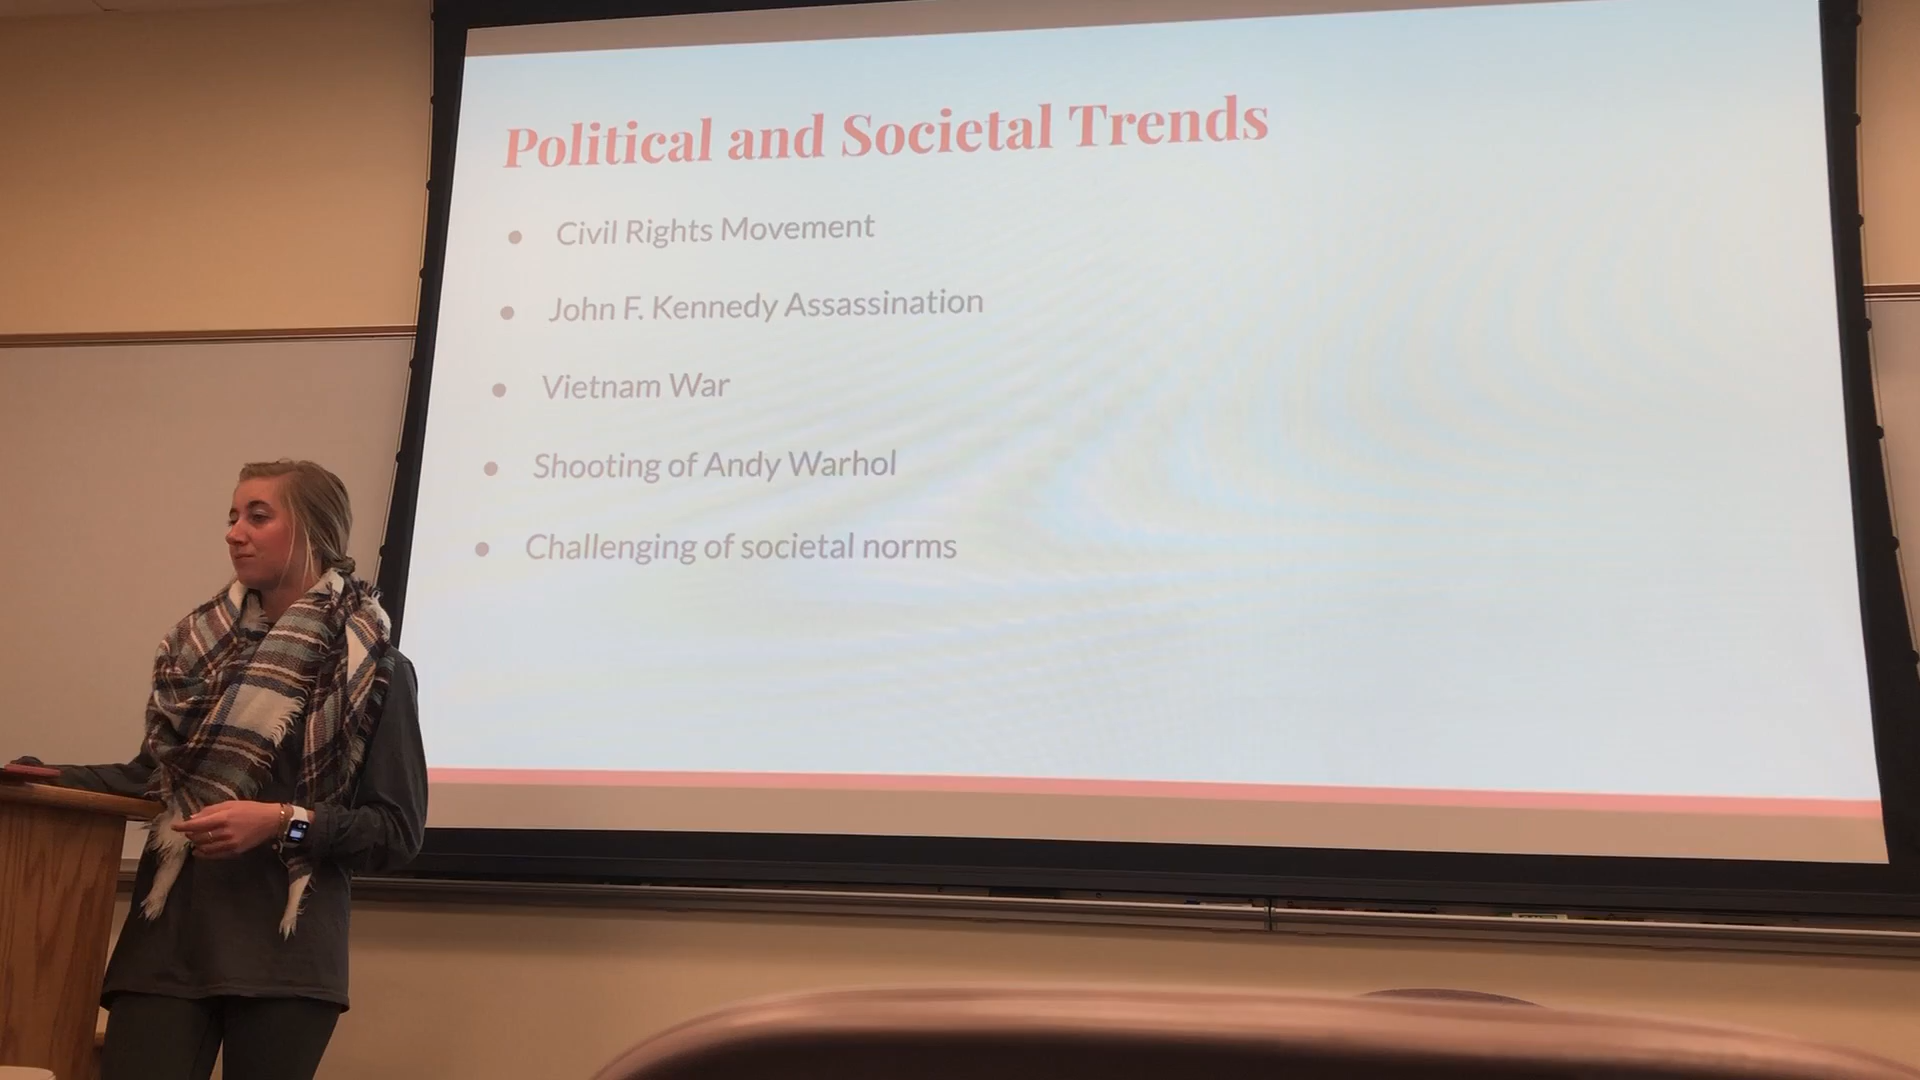 Political and Societal Trends
Civil Rights Movement
John F. Kennedy Assassination
Vietnam War
Shooting of Andy Warhol
Challenging of societal norms